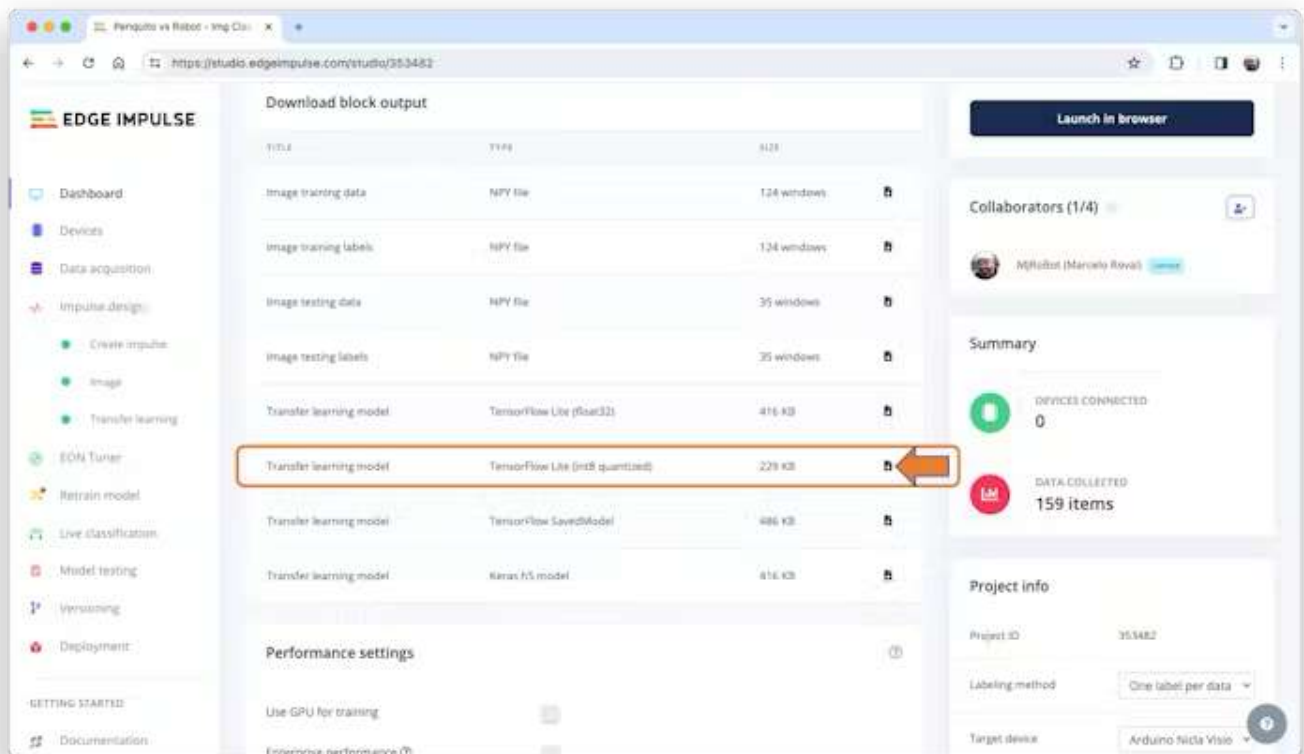 Penguito vs Robot - Img Clas
https://studio.edgeimpulse.com/studio/353482
EDGE IMPULSE
Dashboard
Devices
Data acquisition
Impulse design
Create impulse
Image
Transfer learning
EON Tuner
Retrain model
Live classification
Model testing
Versioning
Deployment
GETTING STARTED
Documentation
Download block output
TITLE TYPE SIZE
Image training data NPY file 124 windows
Image training labels NPY file 124 windows
Image testing data NPY file 35 windows
Image testing labels NPY file 35 windows
Transfer learning model TensorFlow Lite (float32) 416 KB
Transfer learning model TensorFlow Lite (int8 quantized) 229 KB
Transfer learning model TensorFlow SavedModel 486 KB
Transfer learning model Keras h5 model 416 KB
Performance settings
Use GPU for training
Enterprise performance
Launch in browser
Collaborators (1/4)
MJRoBot (Marcelo Rovai)
Summary
DEVICES CONNECTED
0
DATA COLLECTED
159 items
Project info
Project ID 353482
Labeling method One label per data
Target device Arduino Nicla Visio